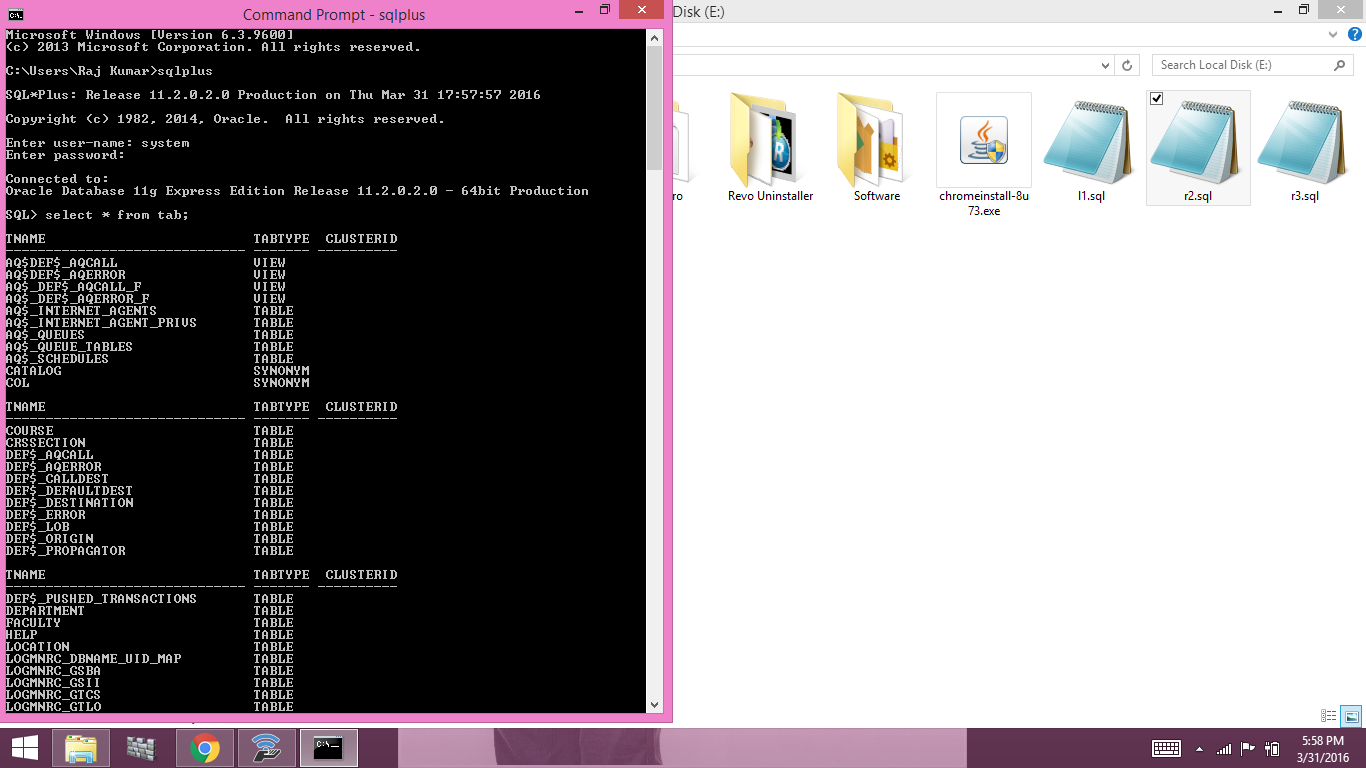 Command Prompt - sqlplus
Microsoft Windows [Version 6.3.9600]
(c) 2013 Microsoft Corporation. All rights reserved.
C:\Users\Raj Kumar>sqlplus
SQL*Plus: Release 11.2.0.2.0 Production on Thu Mar 31 17:57:57 2016
Copyright (c) 1982, 2014, Oracle.  All rights reserved.
Enter user-name: system
Enter password:
Connected to:
Oracle Database 11g Express Edition Release 11.2.0.2.0 - 64bit Production
SQL> select * from tab;
TNAME                          TABTYPE  CLUSTERID
------------------------------ ------- ----------
AQ$DEF$_AQCALL                 VIEW
AQ$DEF$_AQERROR                VIEW
AQ$_DEF$_AQCALL_F              VIEW
AQ$_DEF$_AQERROR_F             VIEW
AQ$_INTERNET_AGENTS            TABLE
AQ$_INTERNET_AGENT_PRIVS       TABLE
AQ$_QUEUES                     TABLE
AQ$_QUEUE_TABLES               TABLE
AQ$_SCHEDULES                  TABLE
CATALOG                        SYNONYM
COL                            SYNONYM
TNAME                          TABTYPE  CLUSTERID
------------------------------ ------- ----------
COURSE                         TABLE
CRSSECTION                     TABLE
DEF$_AQCALL                    TABLE
DEF$_AQERROR                   TABLE
DEF$_CALLDEST                  TABLE
DEF$_DEFAULTDEST               TABLE
DEF$_DESTINATION               TABLE
DEF$_ERROR                     TABLE
DEF$_LOB                       TABLE
DEF$_ORIGIN                    TABLE
DEF$_PROPAGATOR                TABLE
TNAME                          TABTYPE  CLUSTERID
------------------------------ ------- ----------
DEF$_PUSHED_TRANSACTIONS       TABLE
DEPARTMENT                     TABLE
FACULTY                        TABLE
HELP                           TABLE
LOCATION                       TABLE
LOGMNRC_DBNAME_UID_MAP         TABLE
LOGMNRC_GSBA                   TABLE
LOGMNRC_GSII                   TABLE
LOGMNRC_GTCS                   TABLE
LOGMNRC_GTLO                   TABLE
Disk (E:)
Search Local Disk (E:)
ro
Revo Uninstaller
Software
chromeinstall-8u
73.exe
l1.sql
r2.sql
r3.sql
5:58 PM
3/31/2016